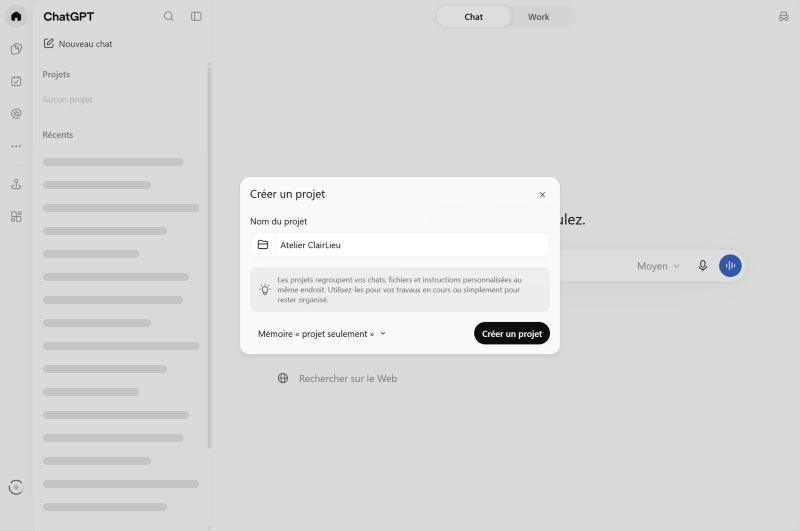 ChatGPT
Chat
Work
Nouveau chat
Projets
Aucun projet
Récents
Créer un projet
ulez.
Nom du projet
Atelier ClairLieu
Moyen
Les projets regroupent vos chats, fichiers et instructions personnalisées au
même endroit. Utilisez-les pour vos travaux en cours ou simplement pour
rester organisé.
Mémoire « projet seulement »
Créer un projet
Rechercher sur le Web